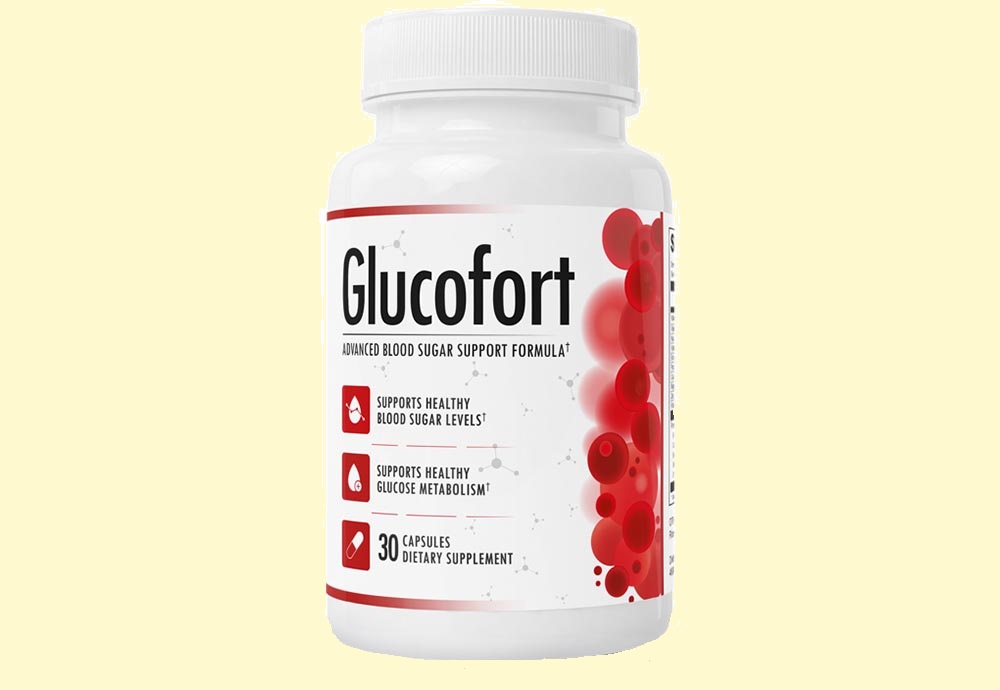 Glucofort
ADVANCED BLOOD SUGAR SUPPORT FORMULA†
SUPPORTS HEALTHY
BLOOD SUGAR LEVELS†
SUPPORTS HEALTHY
GLUCOSE METABOLISM†
30 CAPSULES
DIETARY SUPPLEMENT